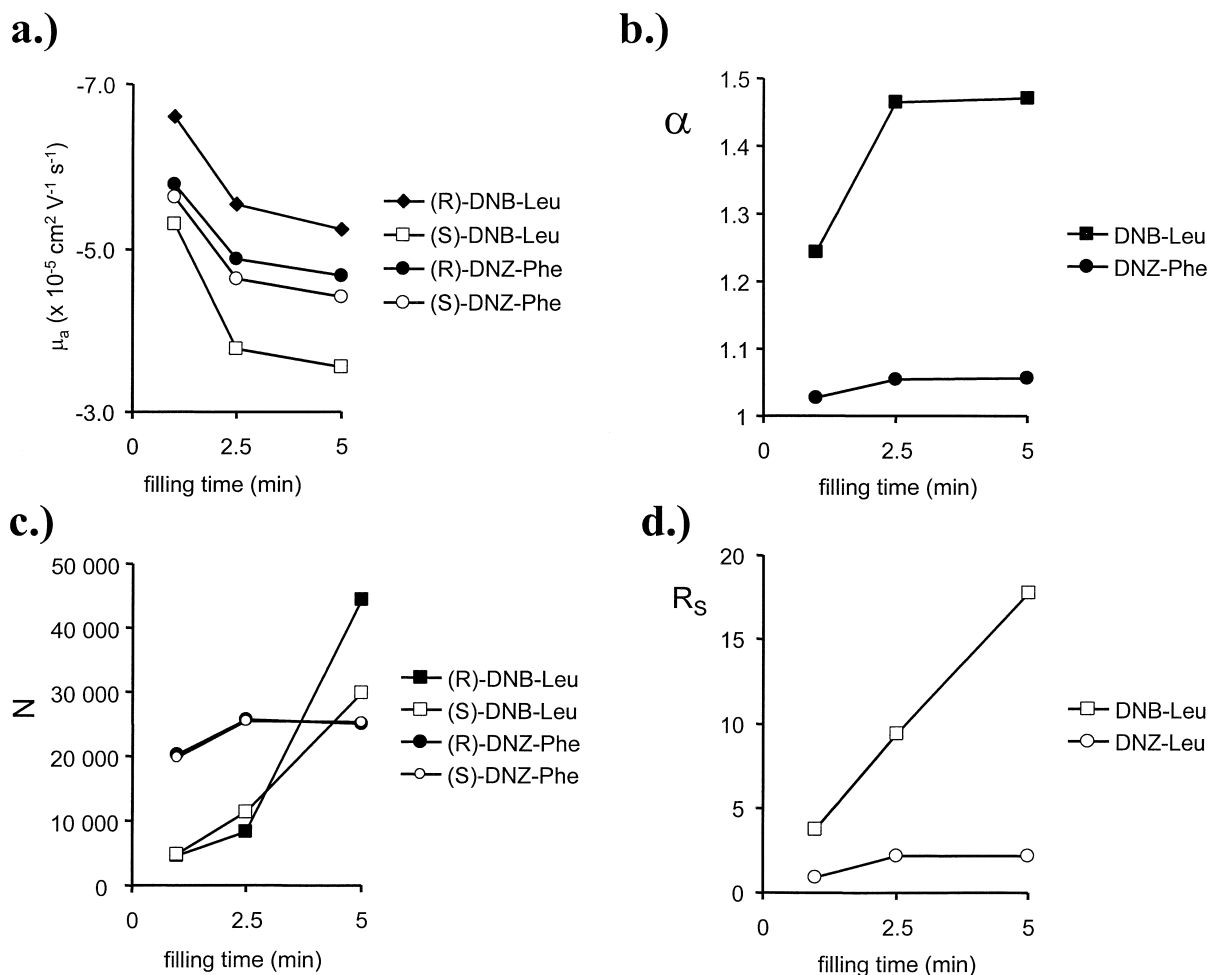 a.)
-7.0
-5.0
-3.0
μa (x 10-5 cm2 V-1 s-1)
0
2.5
5
filling time (min)
(R)-DNB-Leu
(S)-DNB-Leu
(R)-DNZ-Phe
(S)-DNZ-Phe
b.)
α
1.5
1.4
1.3
1.2
1.1
1
0
2.5
5
filling time (min)
DNB-Leu
DNZ-Phe
c.)
N
50 000
40 000
30 000
20 000
10 000
0
0
2.5
5
filling time (min)
(R)-DNB-Leu
(S)-DNB-Leu
(R)-DNZ-Phe
(S)-DNZ-Phe
d.)
RS
20
15
10
5
0
0
2.5
5
filling time (min)
DNB-Leu
DNZ-Leu